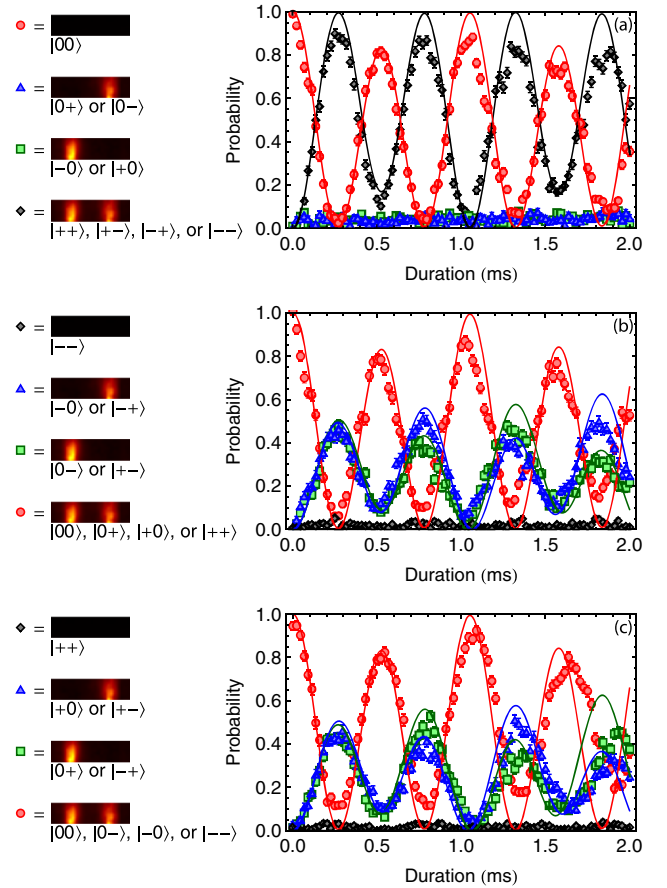 =
|00⟩
=
|0+⟩ or |0−⟩
=
|−0⟩ or |+0⟩
=
|++⟩, |+−⟩, |−+⟩, or |−−⟩
(a)
Probability
1.0
0.8
0.6
0.4
0.2
0.0
0.0 0.5 1.0 1.5 2.0
Duration (ms)
=
|−−⟩
=
|−0⟩ or |−+⟩
=
|0−⟩ or |+−⟩
=
|00⟩, |0+⟩, |+0⟩, or |++⟩
(b)
Probability
1.0
0.8
0.6
0.4
0.2
0.0
0.0 0.5 1.0 1.5 2.0
Duration (ms)
=
|++⟩
=
|+0⟩ or |+−⟩
=
|0+⟩ or |−+⟩
=
|00⟩, |0−⟩, |−0⟩, or |−−⟩
(c)
Probability
1.0
0.8
0.6
0.4
0.2
0.0
0.0 0.5 1.0 1.5 2.0
Duration (ms)